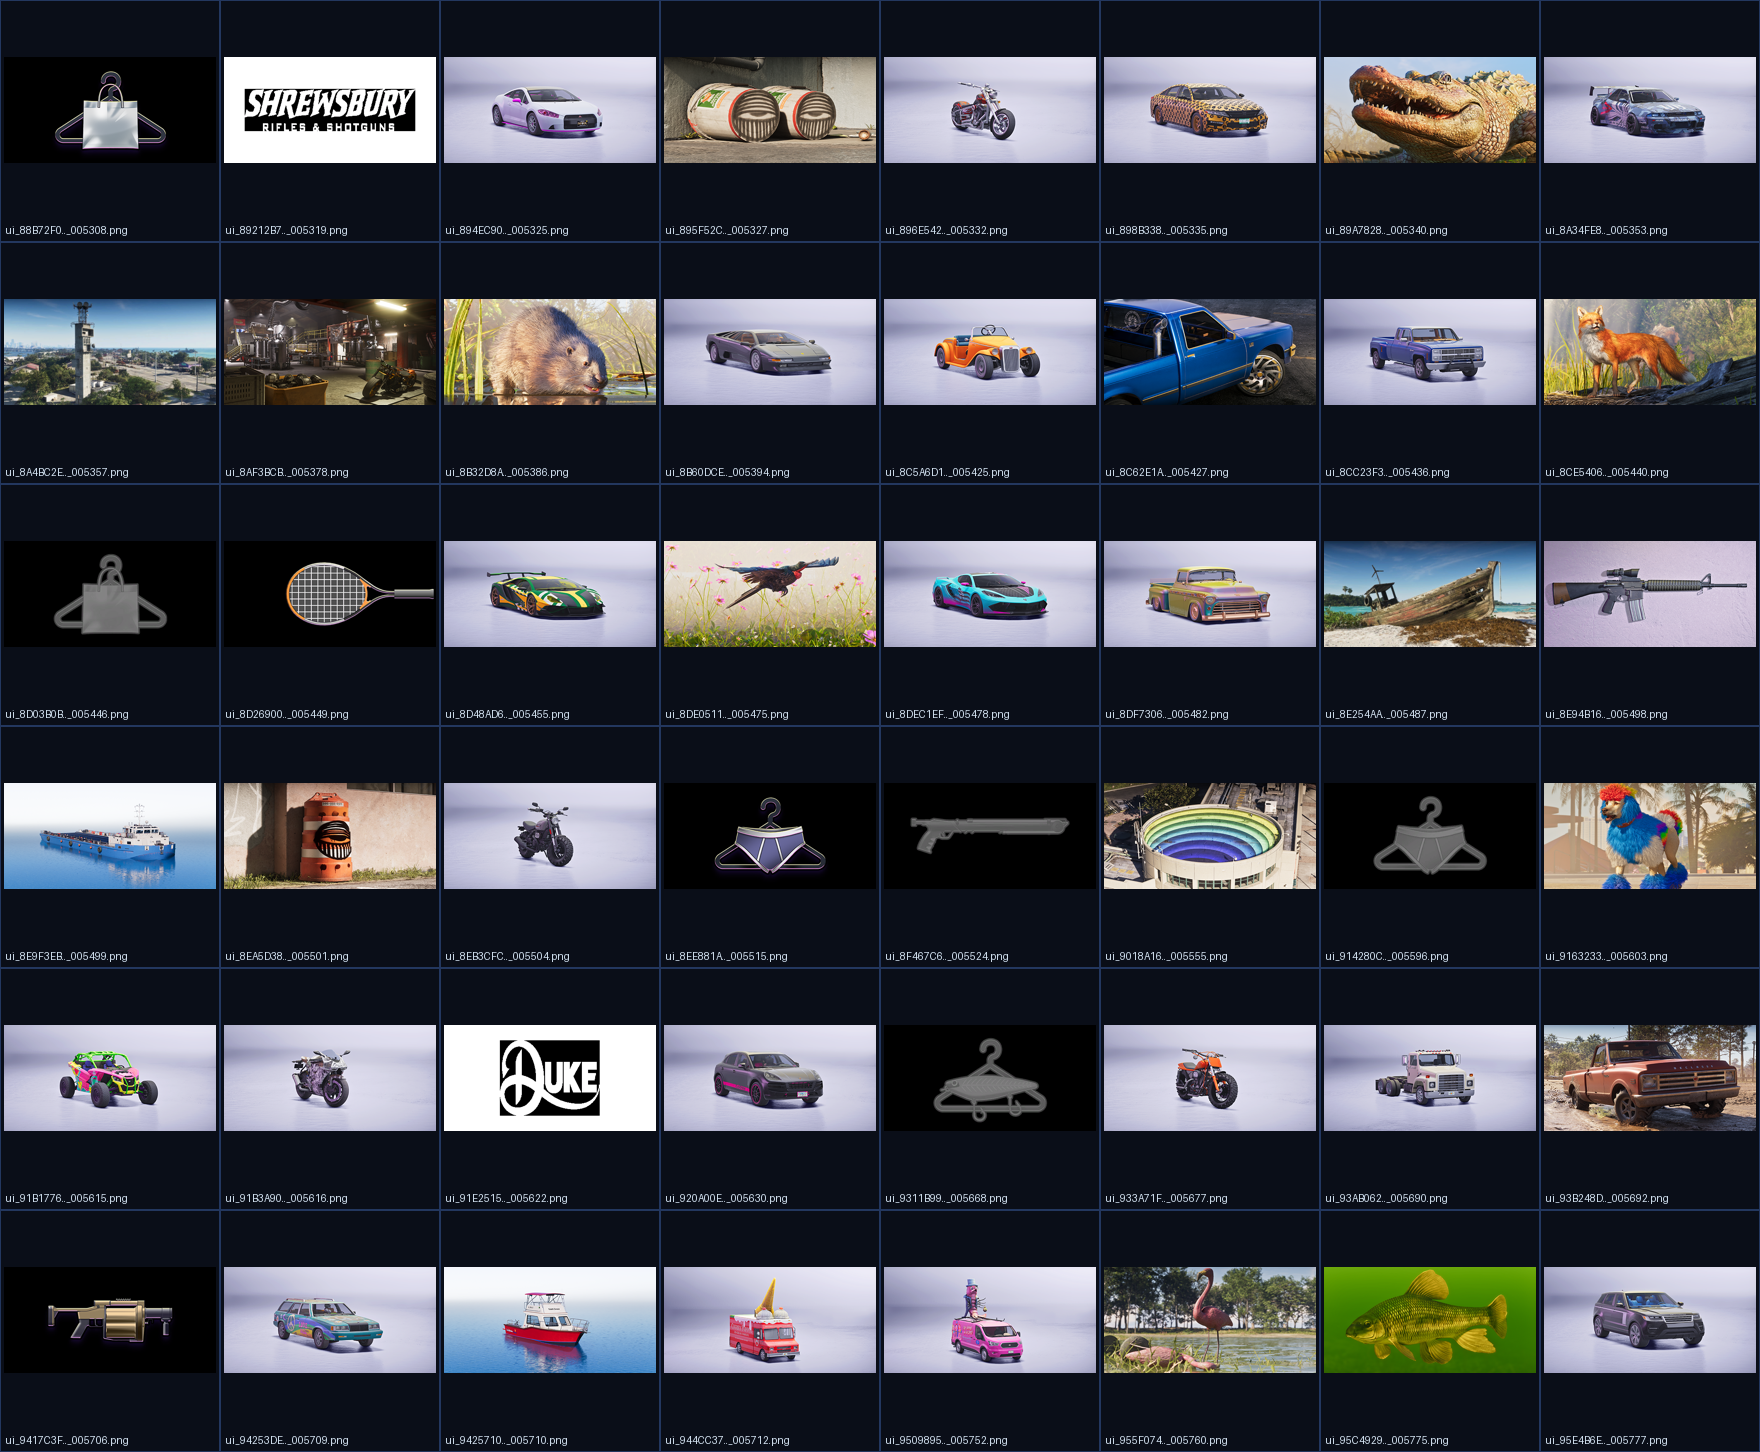 SHREWSBURY
RIFLES & SHOTGUNS
ui_88B72F0.._005308.png
ui_89212B7.._005319.png
ui_894EC90.._005325.png
ui_895F52C.._005327.png
ui_896E542.._005332.png
ui_898B338.._005335.png
ui_89A7828.._005340.png
ui_8A34FE8.._005353.png
ui_8A4BC2E.._005357.png
ui_8AF3BCB.._005378.png
ui_8B32D8A.._005386.png
ui_8B60DCE.._005394.png
ui_8C5A6D1.._005425.png
ui_8C62E1A.._005427.png
ui_8CC23F3.._005436.png
ui_8CE5406.._005440.png
ui_8D03B0B.._005446.png
ui_8D26900.._005449.png
ui_8D48AD6.._005455.png
ui_8DE0511.._005475.png
ui_8DEC1EF.._005478.png
ui_8DF7306.._005482.png
ui_8E254AA.._005487.png
ui_8E94B16.._005498.png
ui_8E9F3EB.._005499.png
ui_8EA5D38.._005501.png
ui_8EB3CFC.._005504.png
ui_8EE881A.._005515.png
ui_8F467C6.._005524.png
ui_9018A16.._005555.png
ui_914280C.._005596.png
ui_9163233.._005603.png
DUKE
ui_91B1776.._005615.png
ui_91B3A90.._005616.png
ui_91E2515.._005622.png
ui_920A00E.._005630.png
ui_9311B99.._005668.png
ui_933A71F.._005677.png
ui_93AB062.._005690.png
ui_93B248D.._005692.png
ui_9417C3F.._005706.png
ui_94253DE.._005709.png
ui_9425710.._005710.png
ui_944CC37.._005712.png
ui_9509895.._005752.png
ui_955F074.._005760.png
ui_95C4929.._005775.png
ui_95E4B6E.._005777.png